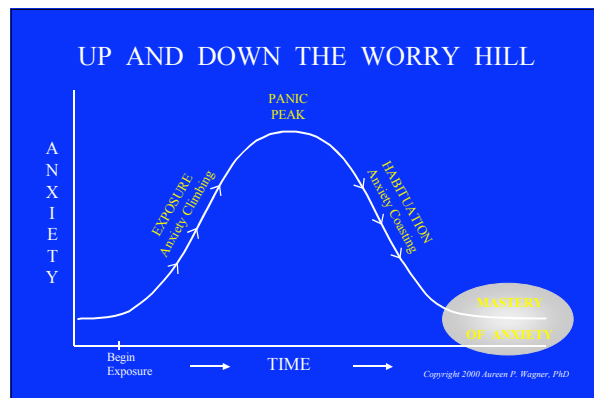 UP AND DOWN THE WORRY HILL
PANIC
PEAK
ANXIETY
EXPOSURE
Anxiety Climbing
HABITUATION
Anxiety Coasting
MASTERY
OF ANXIETY
Begin
Exposure
TIME
Copyright 2000 Aureen P. Wagner, PhD